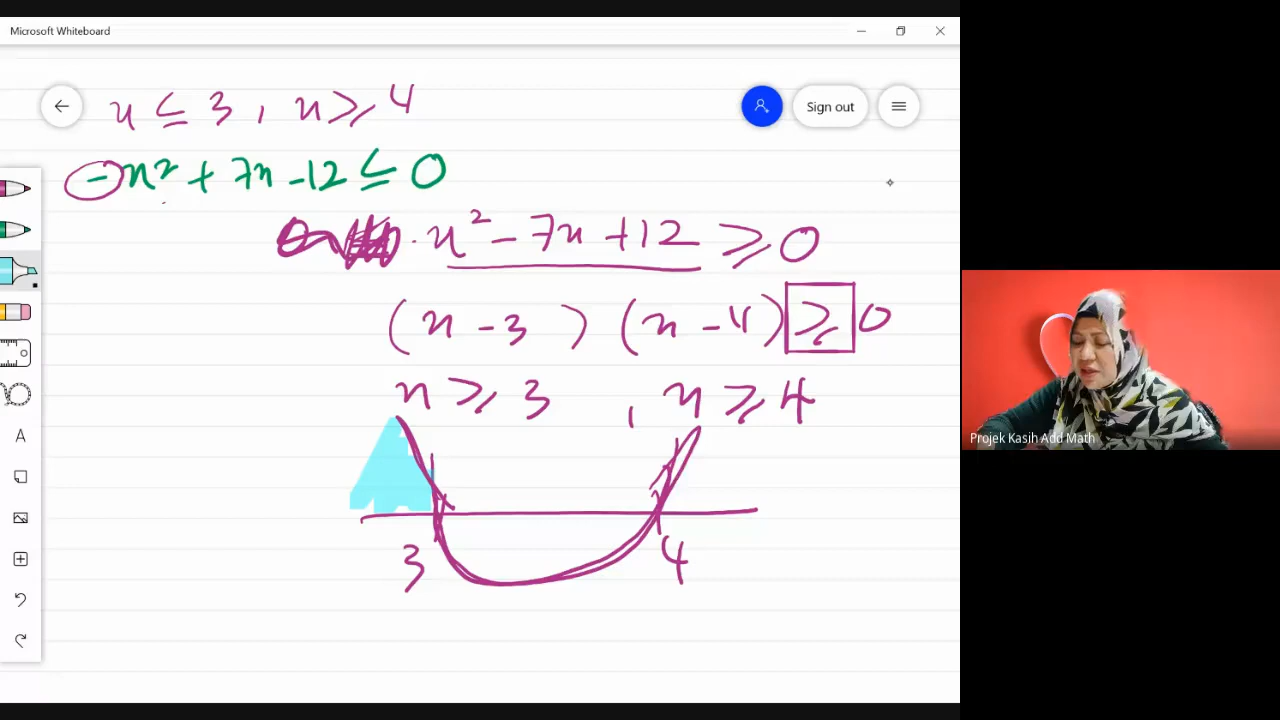 Microsoft Whiteboard
x ≤ 3, x ≥ 4
Sign out
-x² + 7x - 12 ≤ 0
x² - 7x + 12 ≥ 0
(x - 3) (x - 4) ≥ 0
x ≥ 3, x ≥ 4
3 4
Projek Kasih Add Math